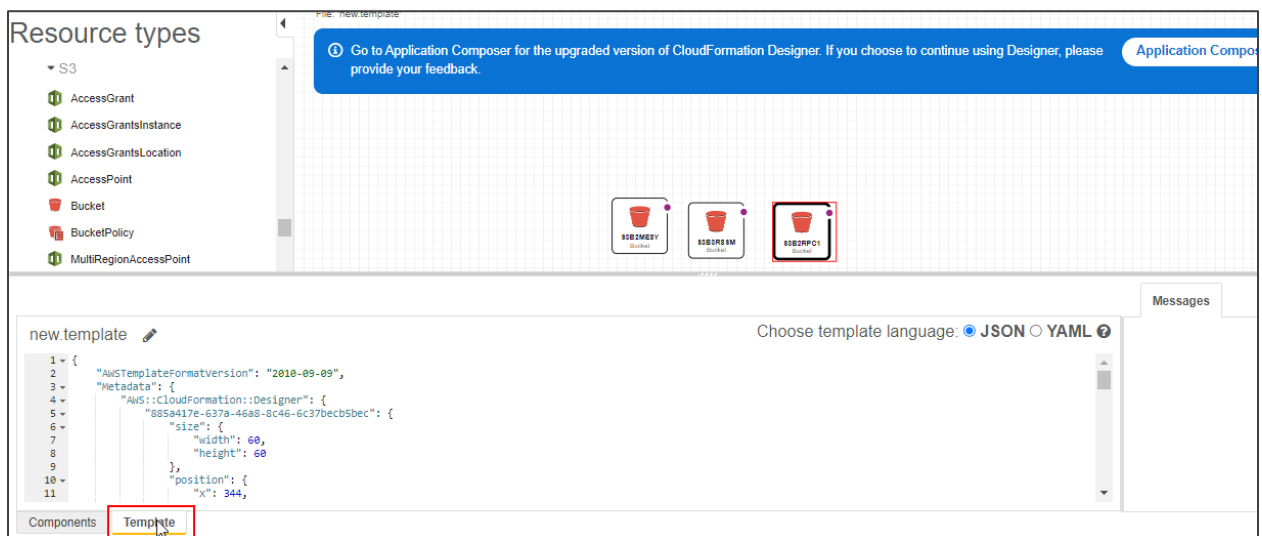 File: new.template
Resource types
S3
AccessGrant
AccessGrantsInstance
AccessGrantsLocation
AccessPoint
Bucket
BucketPolicy
MultiRegionAccessPoint
Go to Application Composer for the upgraded version of CloudFormation Designer. If you choose to continue using Designer, please
provide your feedback.
Application Compos
S3B2ME8Y
Bucket
S3B3R88M
Bucket
S3B2RPC1
Bucket
Messages
new.template
Choose template language: JSON YAML
1 {
2 "AWSTemplateFormatVersion": "2010-09-09",
3 "Metadata": {
4 "AWS::CloudFormation::Designer": {
5 "885a417e-637a-46a8-8c46-6c37becb5bec": {
6 "size": {
7 "width": 60,
8 "height": 60
9 },
10 "position": {
11 "x": 344,
Components
Template